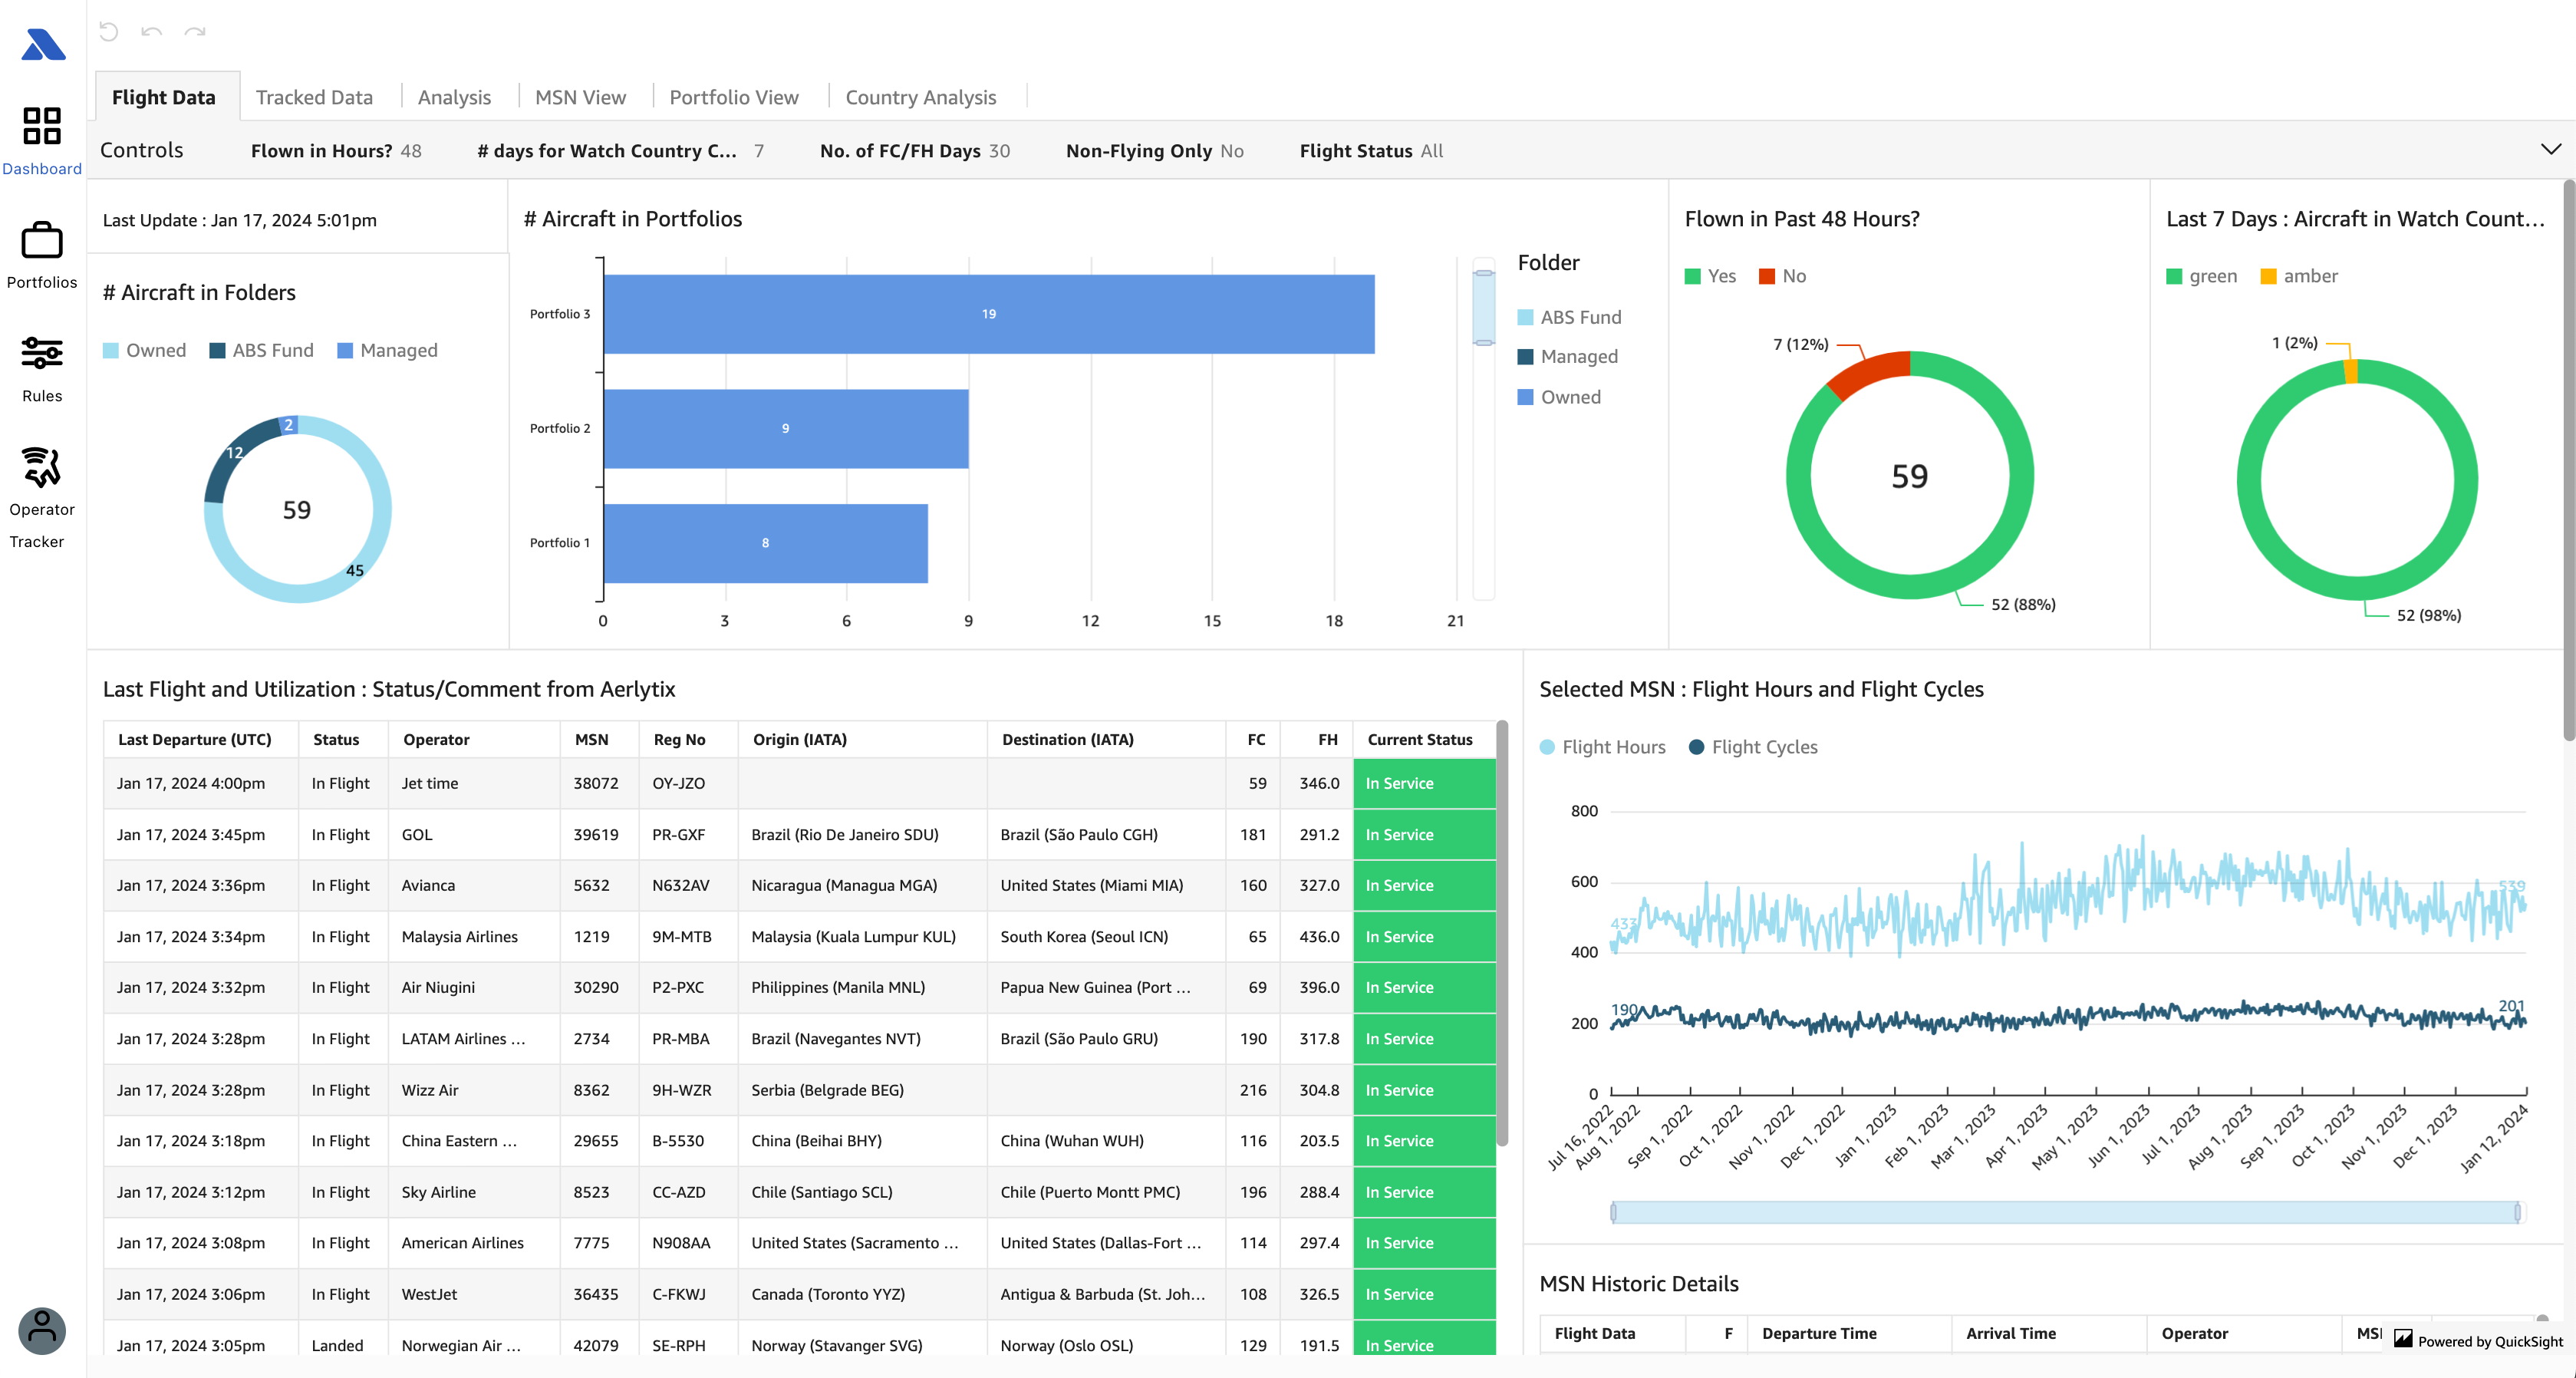 Flight Data
Tracked Data
Analysis
MSN View
Portfolio View
Country Analysis
Dashboard
Portfolios
Rules
Operator
Tracker
Controls
Flown in Hours? 48
# days for Watch Country C... 7
No. of FC/FH Days 30
Non-Flying Only No
Flight Status All
Last Update : Jan 17, 2024 5:01pm
# Aircraft in Folders
Owned ABS Fund Managed
2
12
59
45
# Aircraft in Portfolios
Portfolio 3 19
Portfolio 2 9
Portfolio 1 8
0 3 6 9 12 15 18 21
Folder
ABS Fund
Managed
Owned
Flown in Past 48 Hours?
Yes No
7 (12%)
59
52 (88%)
Last 7 Days : Aircraft in Watch Count...
green amber
1 (2%)
52 (98%)
Last Flight and Utilization : Status/Comment from Aerlytix
Last Departure (UTC) Status Operator MSN Reg No Origin (IATA) Destination (IATA) FC FH Current Status
Jan 17, 2024 4:00pm In Flight Jet time 38072 OY-JZO 59 346.0 In Service
Jan 17, 2024 3:45pm In Flight GOL 39619 PR-GXF Brazil (Rio De Janeiro SDU) Brazil (São Paulo CGH) 181 291.2 In Service
Jan 17, 2024 3:36pm In Flight Avianca 5632 N632AV Nicaragua (Managua MGA) United States (Miami MIA) 160 327.0 In Service
Jan 17, 2024 3:34pm In Flight Malaysia Airlines 1219 9M-MTB Malaysia (Kuala Lumpur KUL) South Korea (Seoul ICN) 65 436.0 In Service
Jan 17, 2024 3:32pm In Flight Air Niugini 30290 P2-PXC Philippines (Manila MNL) Papua New Guinea (Port ... 69 396.0 In Service
Jan 17, 2024 3:28pm In Flight LATAM Airlines ... 2734 PR-MBA Brazil (Navegantes NVT) Brazil (São Paulo GRU) 190 317.8 In Service
Jan 17, 2024 3:28pm In Flight Wizz Air 8362 9H-WZR Serbia (Belgrade BEG) 216 304.8 In Service
Jan 17, 2024 3:18pm In Flight China Eastern ... 29655 B-5530 China (Beihai BHY) China (Wuhan WUH) 116 203.5 In Service
Jan 17, 2024 3:12pm In Flight Sky Airline 8523 CC-AZD Chile (Santiago SCL) Chile (Puerto Montt PMC) 196 288.4 In Service
Jan 17, 2024 3:08pm In Flight American Airlines 7775 N908AA United States (Sacramento ... United States (Dallas-Fort ... 114 297.4 In Service
Jan 17, 2024 3:06pm In Flight WestJet 36435 C-FKWJ Canada (Toronto YYZ) Antigua & Barbuda (St. Joh... 108 326.5 In Service
Jan 17, 2024 3:05pm Landed Norwegian Air ... 42079 SE-RPH Norway (Stavanger SVG) Norway (Oslo OSL) 129 191.5 In Service
Selected MSN : Flight Hours and Flight Cycles
Flight Hours Flight Cycles
800
600
400
200
0
433
539
190
201
Jul 16, 2022
Aug 1, 2022
Sep 1, 2022
Oct 1, 2022
Nov 1, 2022
Dec 1, 2022
Jan 1, 2023
Feb 1, 2023
Mar 1, 2023
Apr 1, 2023
May 1, 2023
Jun 1, 2023
Jul 1, 2023
Aug 1, 2023
Sep 1, 2023
Oct 1, 2023
Nov 1, 2023
Dec 1, 2023
Jan 12, 2024
MSN Historic Details
Flight Data F Departure Time Arrival Time Operator
Powered by QuickSight